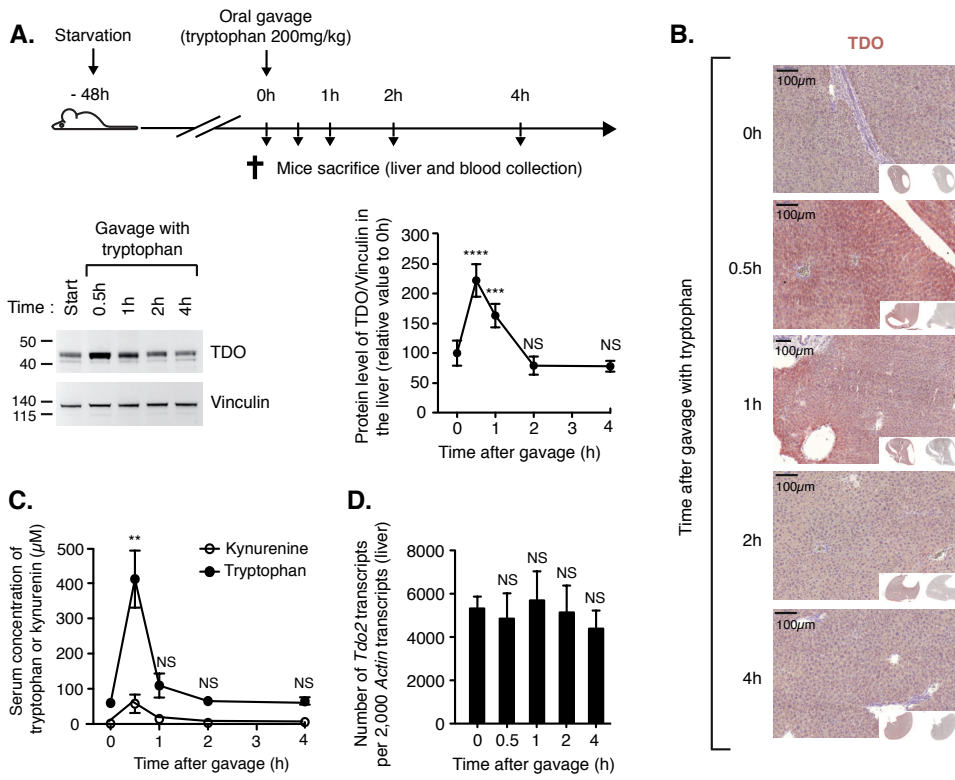 A.
Starvation
Oral gavage
(tryptophan 200mg/kg)
- 48h
0h
1h
2h
4h
Mice sacrifice (liver and blood collection)
Gavage with
tryptophan
Time :
Start
0.5h
1h
2h
4h
50
40
TDO
140
115
Vinculin
Protein level of TDO/Vinculin in
the liver (relative value to 0h)
300
250
200
150
100
50
0
****
***
NS
NS
0
1
2
4
Time after gavage (h)
B.
TDO
Time after gavage with tryptophan
0h
100µm
0.5h
100µm
1h
100µm
2h
100µm
4h
100µm
C.
Serum concentration of
tryptophan or kynurenin (µM)
500
400
300
200
100
0
**
NS
NS
NS
Kynurenine
Tryptophan
0
1
2
4
Time after gavage (h)
D.
Number of Tdo2 transcripts
per 2,000 Actin transcripts (liver)
8000
6000
4000
2000
0
NS
NS
NS
NS
0
0.5
1
2
4
Time after gavage (h)